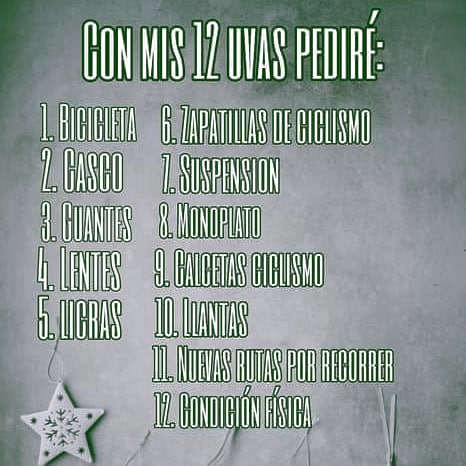 Con mis 12 uvas pediré:
1. Bicicleta
2. Casco
3. Guantes
4. Lentes
5. licras
6. Zapatillas de ciclismo
7. Suspension
8. Monoplato
9. Calcetas ciclismo
10. Llantas
11. Nuevas rutas por recorrer
12. Condición física